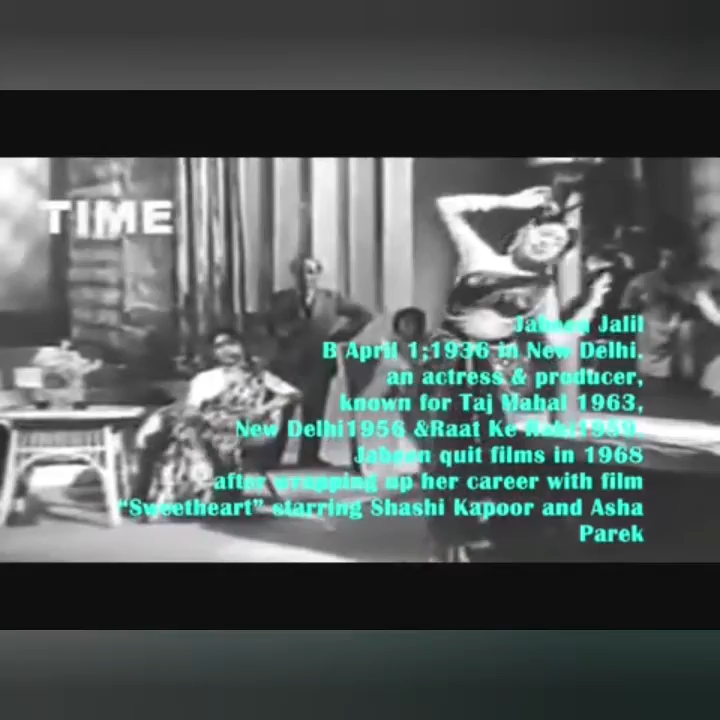 TIME
Jabeen Jalil
B April 1;1936 in New Delhi.
an actress & producer,
known for Taj Mahal 1963,
New Delhi1956 &Raat Ke Rahi1959.
Jabeen quit films in 1968
after wrapping up her career with film
“Sweetheart” starring Shashi Kapoor and Asha
Parek